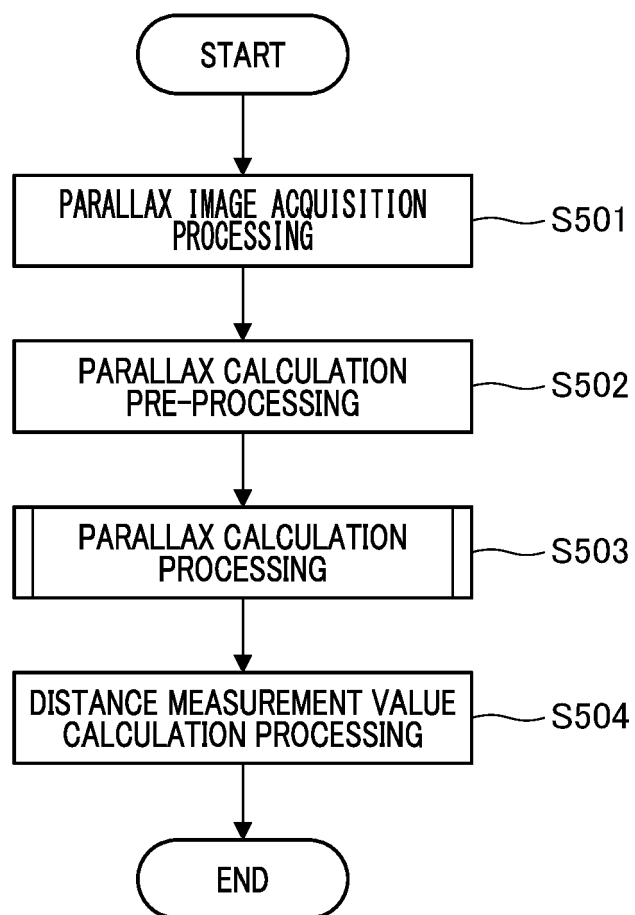 START
PARALLAX IMAGE ACQUISITION
PROCESSING
S501
PARALLAX CALCULATION
PRE-PROCESSING
S502
PARALLAX CALCULATION
PROCESSING
S503
DISTANCE MEASUREMENT VALUE
CALCULATION PROCESSING
S504
END